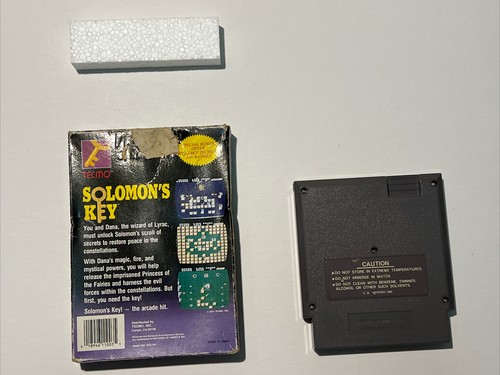 TECMO
SOLOMON'S
KEY
You and Dana, the wizard of Lyrac,
must unlock Solomon's scroll of
secrets to restore peace in the
constellations.
With Dana's magic, fire, and
mystical powers, you will help
release the imprisoned Princess of
the Fairies and harness the evil
forces within the constellations. But
first, you need the key!
Solomon's Key! — the arcade hit.
Distributed by
TECMO, INC.
CAUTION
DO NOT STORE IN EXTREME TEMPERATURES.
DO NOT IMMERSE IN WATER.
DO NOT CLEAN WITH BENZENE, THINNER,
ALCOHOL OR OTHER SUCH SOLVENTS.